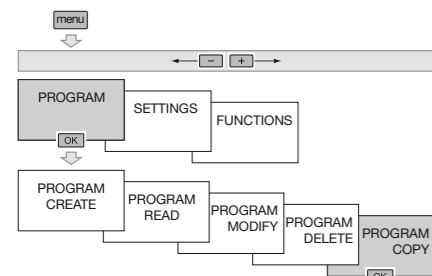 menu
− +
PROGRAM
SETTINGS
FUNCTIONS
OK
PROGRAM
CREATE
PROGRAM
READ
PROGRAM
MODIFY
PROGRAM
DELETE
PROGRAM
COPY
OK